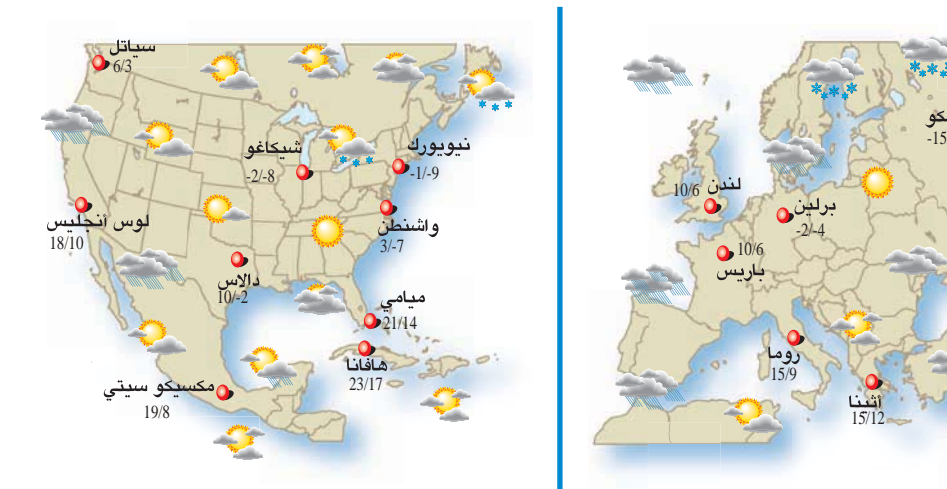 سياتل
6/3
شيكاغو
-2/-8
نيويورك
-1/-9
لوس أنجليس
18/10
واشنطن
3/-7
دالاس
10/-2
ميامي
21/14
هافانا
23/17
مكسيكو سيتي
19/8
-15
لندن
10/6
برلين
-2/-4
10/6
باريس
روما
15/9
أثينا
15/12